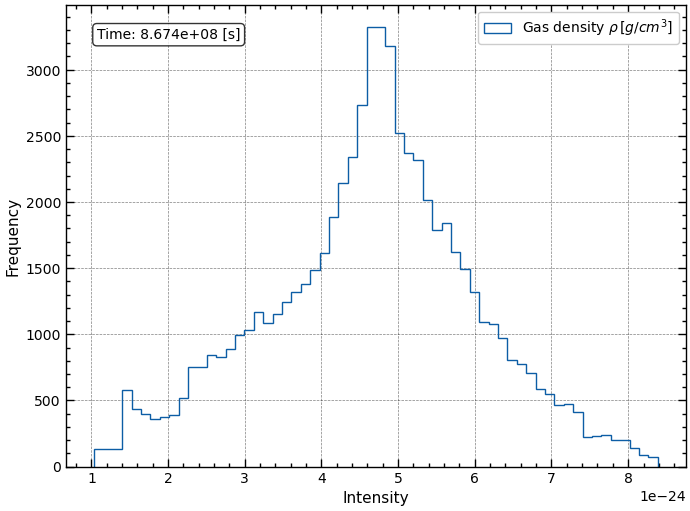 Time: 8.674e+08 [s]
Gas density ρ [g/cm³]
Frequency
3000
2500
2000
1500
1000
500
0
1 2 3 4 5 6 7 8
1e−24
Intensity